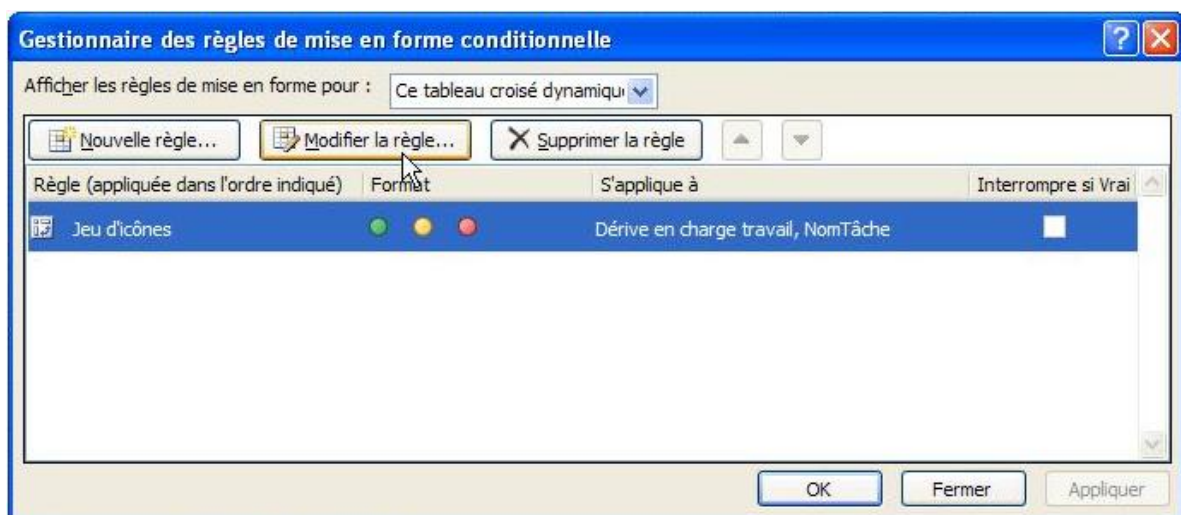 Gestionnaire des règles de mise en forme conditionnelle
Afficher les règles de mise en forme pour : Ce tableau croisé dynamiqu
Nouvelle règle... Modifier la règle... Supprimer la règle
Règle (appliquée dans l'ordre indiqué) Format S'applique à Interrompre si Vrai
Jeu d'icônes Dérive en charge travail, NomTâche
OK Fermer Appliquer